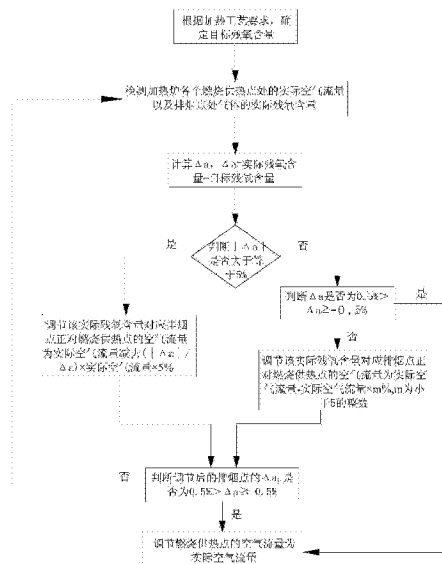 根据加热工艺要求，确
定目标残氧含量
检测加热炉各个燃烧供热点处的实际空气流量
以及排烟点处气体的实际残氧含量
计算Δa，Δa=实际残氧含
量-目标残氧含量
是
判断|Δa|
是否大于等
于5%
否
判断Δa是否为0.5%>
Δa≥-0.5%
是
调节该实际残氧含量对应排烟
点正对燃烧供热点的空气流量
为实际空气流量减去(|Δa|/
Δa)×实际空气流量×5%
否
调节该实际残氧含量对应排烟点正
对燃烧供热点的空气流量为实际空
气流量-实际空气流量×m%,m为小
于5的整数
否
判断调节后的排烟点的
否为0.5%>
是
调节燃烧供热点的空气流量为
实际空气流量